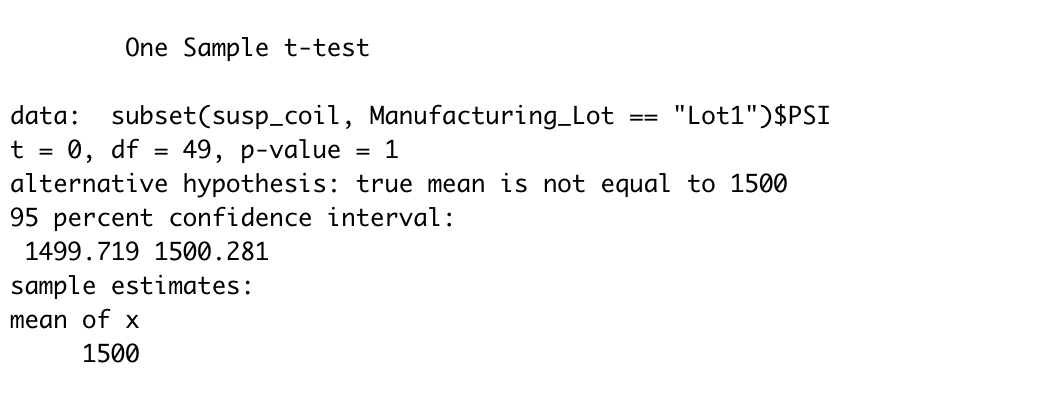 One Sample t-test
data:  subset(susp_coil, Manufacturing_Lot == "Lot1")$PSI
t = 0, df = 49, p-value = 1
alternative hypothesis: true mean is not equal to 1500
95 percent confidence interval:
 1499.719 1500.281
sample estimates:
mean of x
     1500